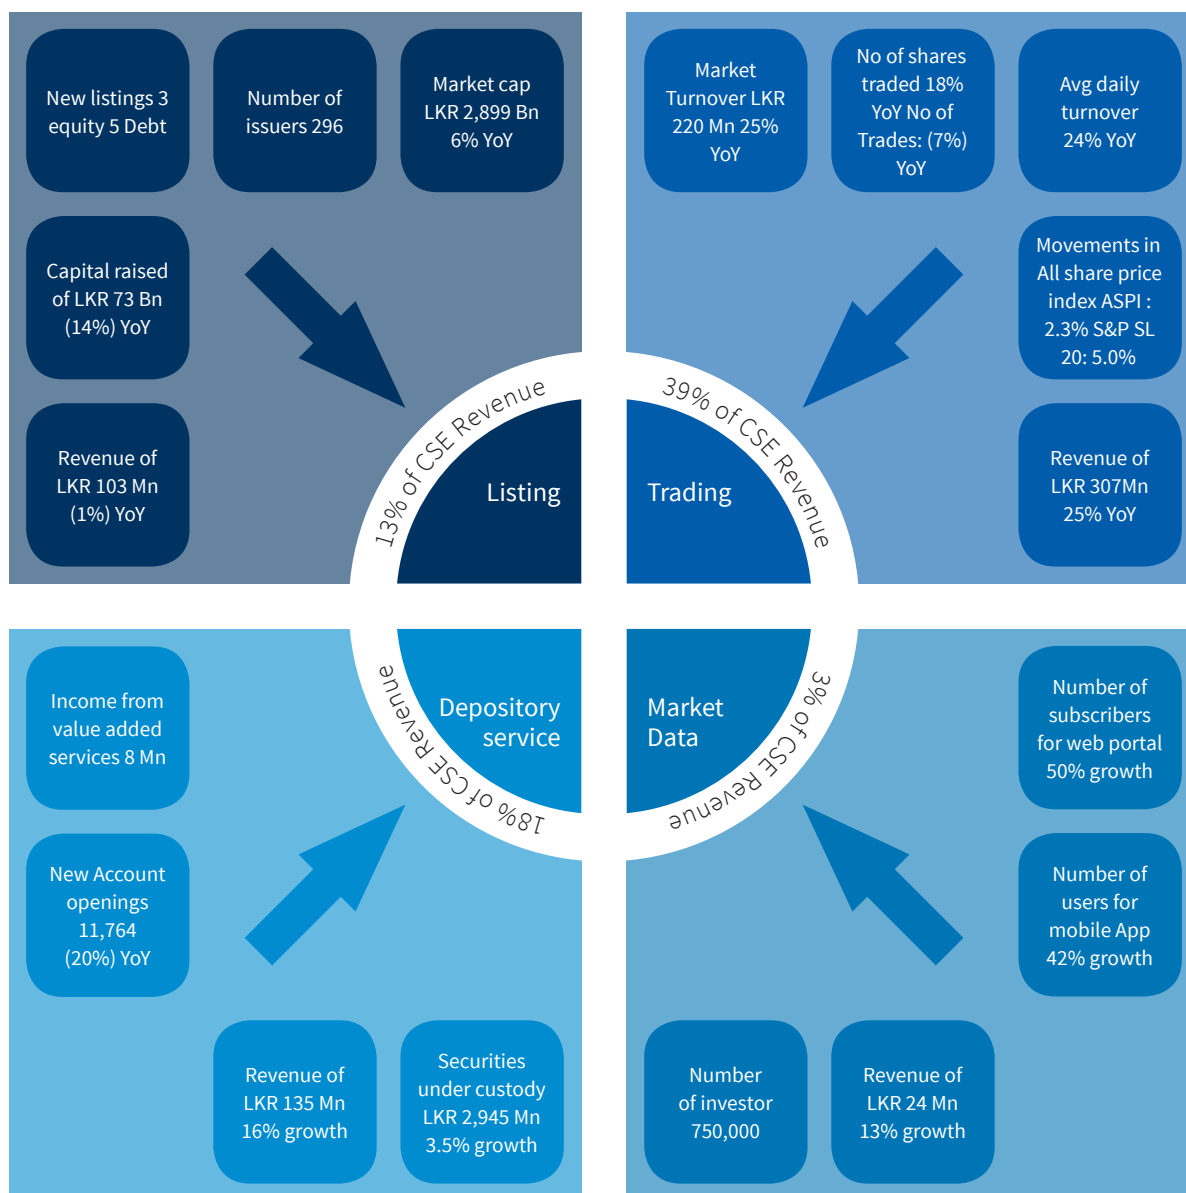 New listings 3
equity 5 Debt
Number of
issuers 296
Market cap
LKR 2,899 Bn
6% YoY
Capital raised
of LKR 73 Bn
(14%) YoY
Revenue of
LKR 103 Mn
(1%) YoY
13% of CSE Revenue
Listing
Market
Turnover LKR
220 Mn 25%
YoY
No of shares
traded 18%
YoY No of
Trades: (7%)
YoY
Avg daily
turnover
24% YoY
Movements in
All share price
index ASPI :
2.3% S&P SL
20: 5.0%
Revenue of
LKR 307Mn
25% YoY
39% of CSE Revenue
Trading
Income from
value added
services 8 Mn
New Account
openings
11,764
(20%) YoY
Revenue of
LKR 135 Mn
16% growth
Securities
under custody
LKR 2,945 Mn
3.5% growth
18% of CSE Revenue
Depository
service
Market
Data
3% of CSE Revenue
Number of
subscribers
for web portal
50% growth
Number of
users for
mobile App
42% growth
Number
of investor
750,000
Revenue of
LKR 24 Mn
13% growth